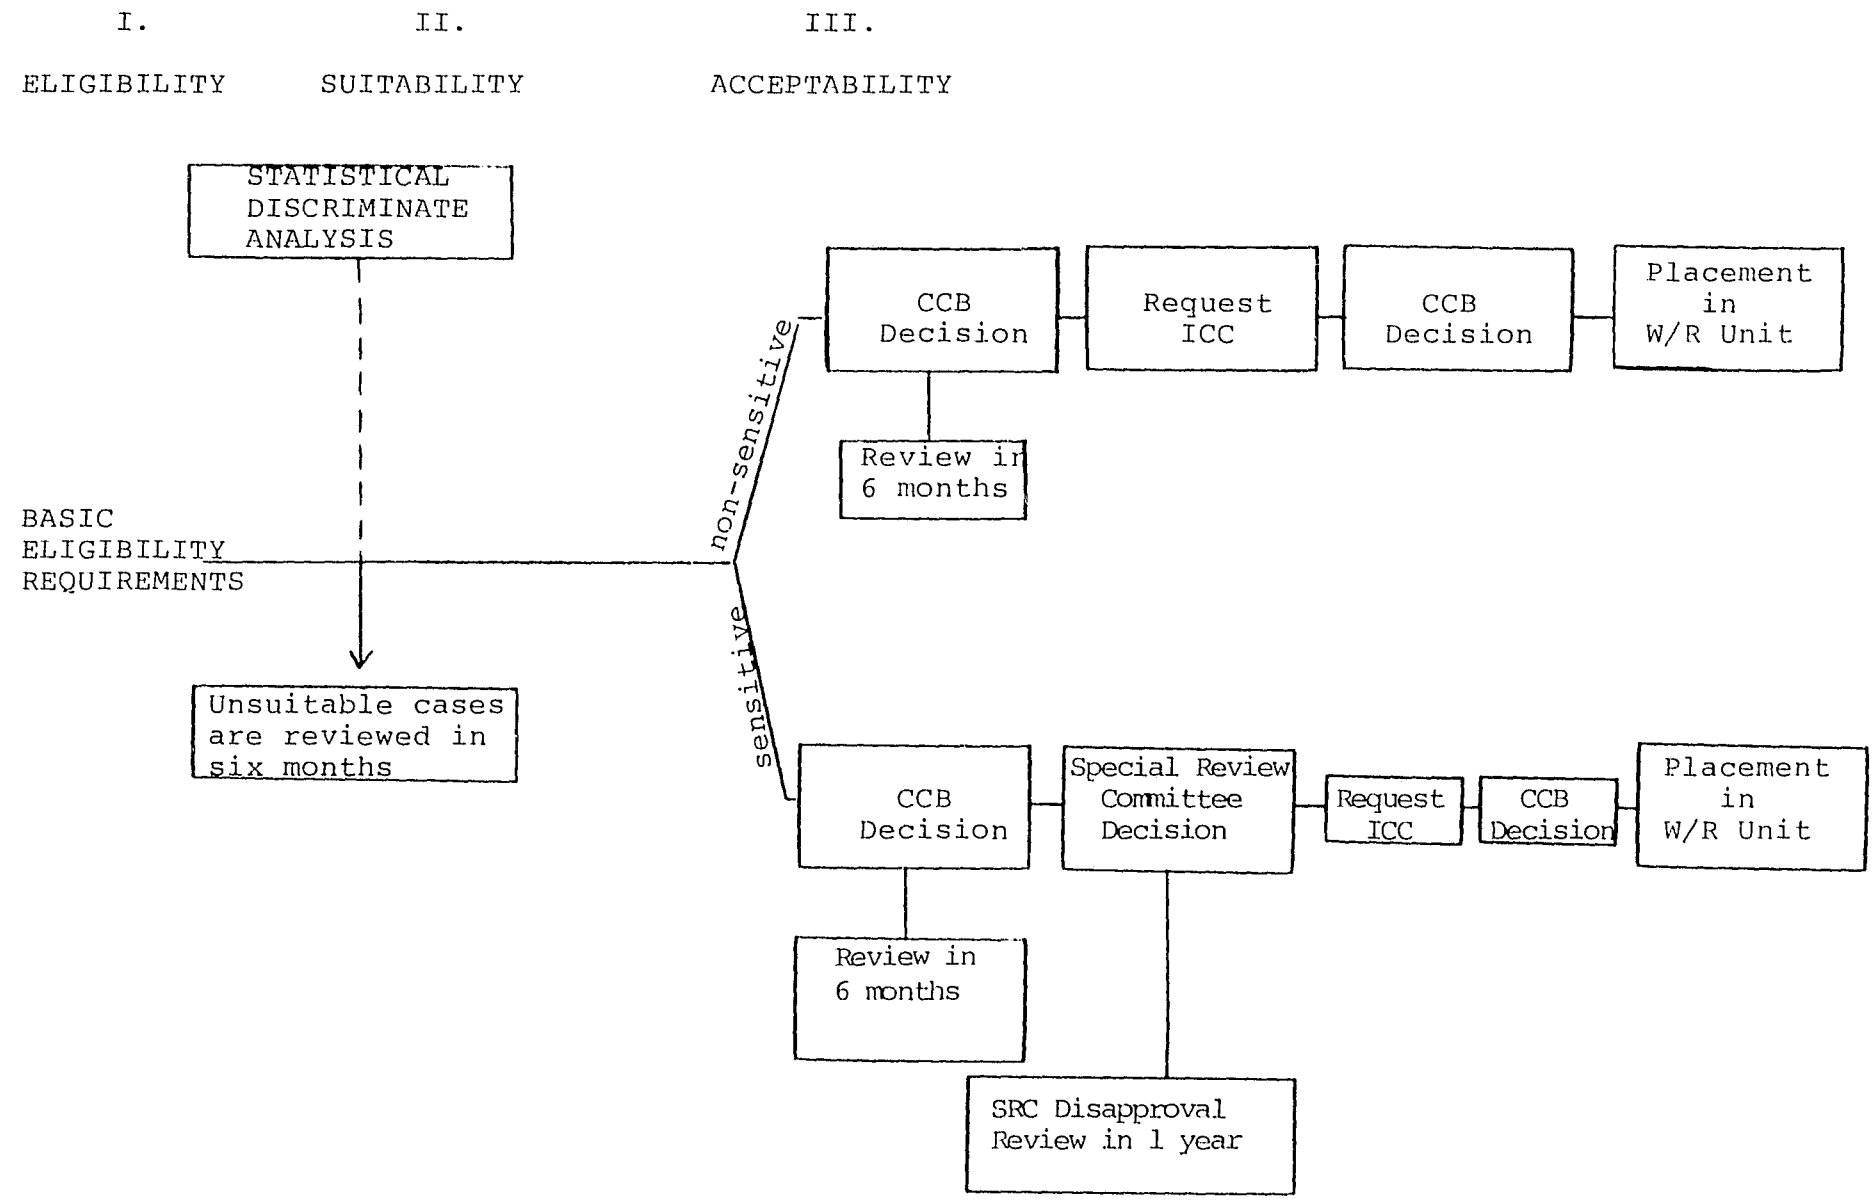 I.
II.
III.
ELIGIBILITY
SUITABILITY
ACCEPTABILITY
STATISTICAL
DISCRIMINATE
ANALYSIS
BASIC
ELIGIBILITY
REQUIREMENTS
Unsuitable cases
are reviewed in
six months
non-sensitive
CCB
Decision
Request
ICC
CCB
Decision
Placement
in
W/R Unit
Review in
6 months
sensitive
CCB
Decision
Special Review
Committee
Decision
Request
ICC
CCB
Decision
Placement
in
W/R Unit
Review in
6 months
SRC Disapproval
Review in 1 year